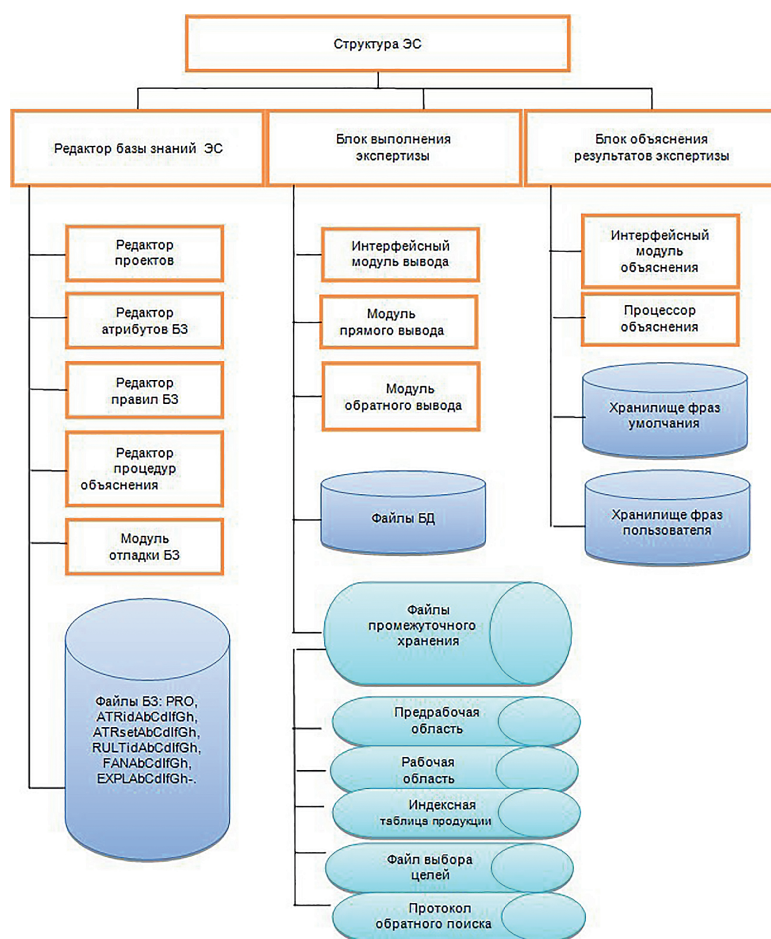 Структура ЭС
Редактор базы знаний ЭС
Блок выполнения
экспертизы
Блок объяснения
результатов экспертизы
Редактор
проектов
Редактор
атрибутов БЗ
Редактор
правил БЗ
Редактор
процедур
объяснения
Модуль
отладки БЗ
Файлы БЗ: PRO,
ATRidAbCdIfGh,
ATRsetAbCdIfGh,
RULTidAbCdIfGh,
FANAbCdIfGh,
EXPLAbCdIfGh-.
Интерфейсный
модуль вывода
Модуль
прямого вывода
Модуль
обратного вывода
Файлы БД
Файлы
промежуточного
хранения
Предрабочая
область
Рабочая
область
Индексная
таблица продукции
Файл выбора
целей
Протокол
обратного поиска
Интерфейсный
модуль
объяснения
Процессор
объяснения
Хранилище фраз
умолчания
Хранилище фраз
пользователя